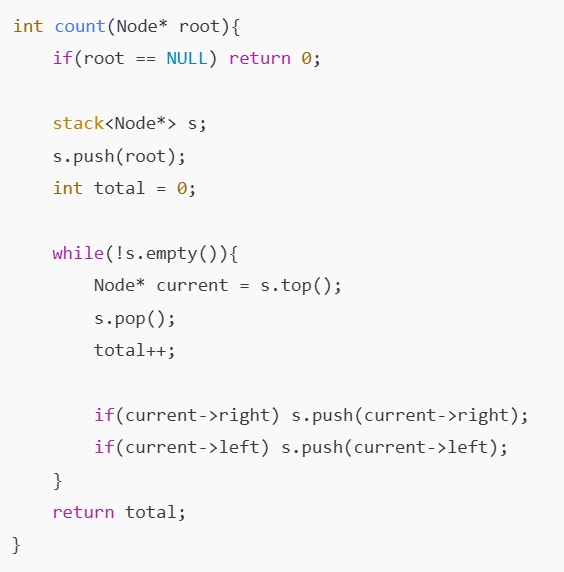 int count(Node* root){
    if(root == NULL) return 0;

    stack<Node*> s;
    s.push(root);
    int total = 0;

    while(!s.empty()){
        Node* current = s.top();
        s.pop();
        total++;

        if(current->right) s.push(current->right);
        if(current->left) s.push(current->left);
    }
    return total;
}